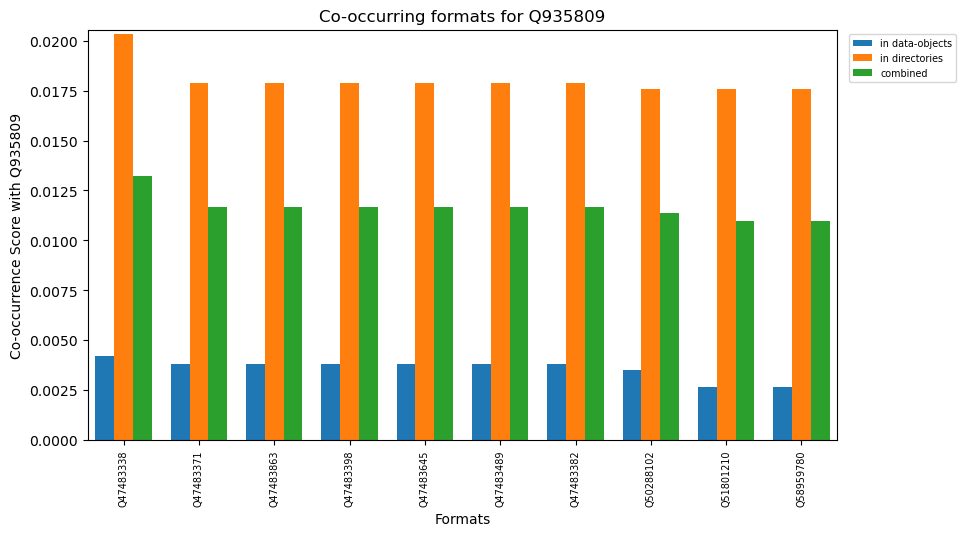 Co-occurring formats for Q935809
Co-occurrence Score with Q935809
0.0200
0.0175
0.0150
0.0125
0.0100
0.0075
0.0050
0.0025
0.0000
in data-objects
in directories
combined
Q47483338
Q47483371
Q47483863
Q47483398
Q47483645
Q47483489
Q47483382
Q50288102
Q51801210
Q58959780
Formats